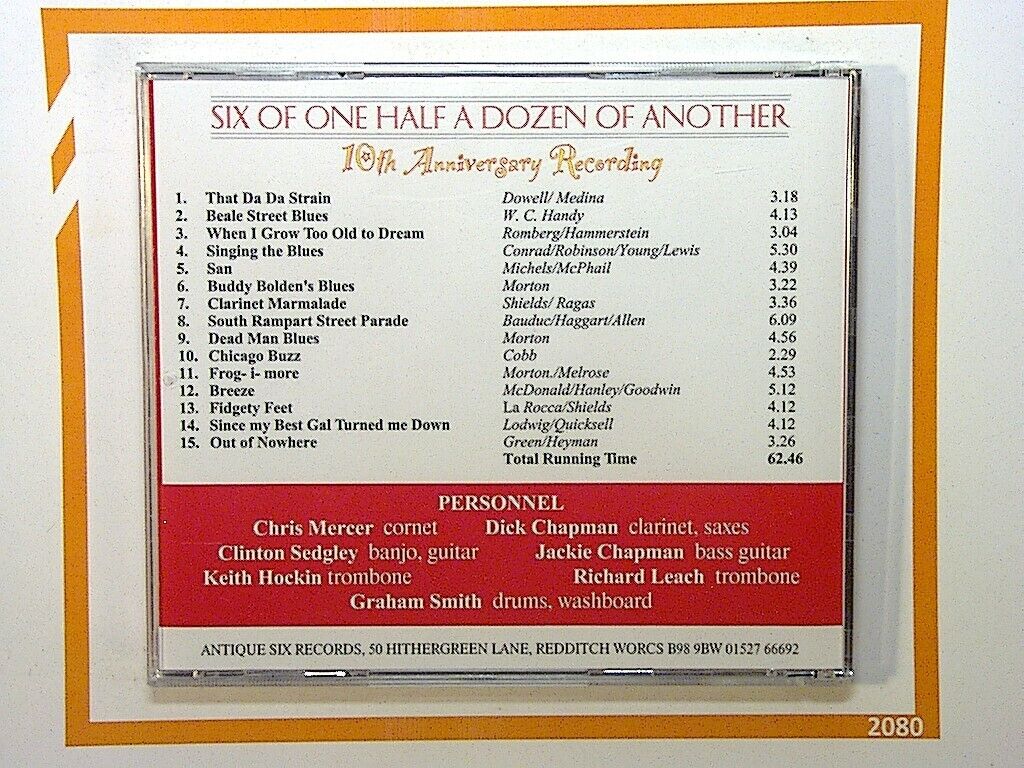 SIX OF ONE HALF A DOZEN OF ANOTHER
10th Anniversary Recording
1. That Da Da Strain Dowell/ Medina 3.18
2. Beale Street Blues W. C. Handy 4.13
3. When I Grow Too Old to Dream Romberg/Hammerstein 3.04
4. Singing the Blues Conrad/Robinson/Young/Lewis 5.30
5. San Michels/McPhail 4.39
6. Buddy Bolden's Blues Morton 3.22
7. Clarinet Marmalade Shields/ Ragas 3.36
8. South Rampart Street Parade Bauduc/Haggart/Allen 6.09
9. Dead Man Blues Morton 4.56
10. Chicago Buzz Cobb 2.29
11. Frog- i- more Morton./Melrose 4.53
12. Breeze McDonald/Hanley/Goodwin 5.12
13. Fidgety Feet La Rocca/Shields 4.12
14. Since my Best Gal Turned me Down Lodwig/Quicksell 4.12
15. Out of Nowhere Green/Heyman 3.26
Total Running Time 62.46
PERSONNEL
Chris Mercer cornet Dick Chapman clarinet, saxes
Clinton Sedgley banjo, guitar Jackie Chapman bass guitar
Keith Hockin trombone Richard Leach trombone
Graham Smith drums, washboard
ANTIQUE SIX RECORDS, 50 HITHERGREEN LANE, REDDITCH WORCS B98 9BW 01527 66692
2080